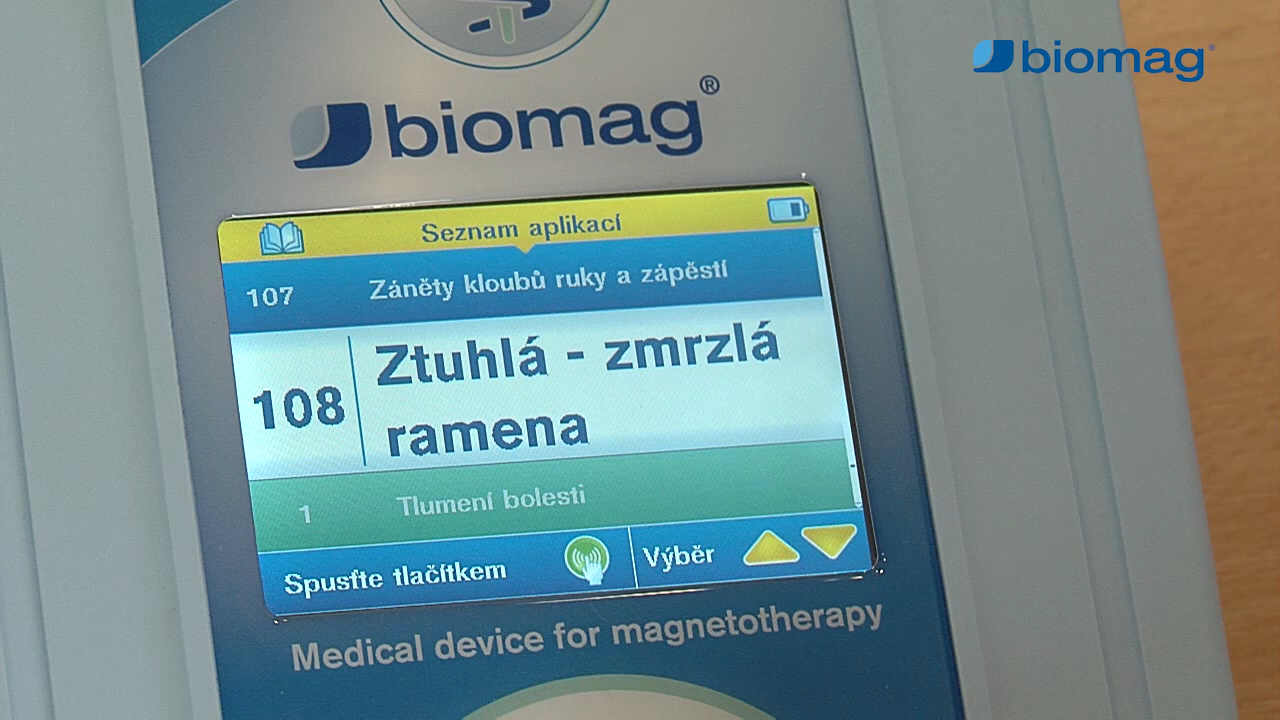 biomag®
biomag®
Seznam aplikací
107 Záněty kloubů ruky a zápěstí
108 Ztuhlá - zmrzlá
ramena
1 Tlumení bolesti
Spusťte tlačítkem Výběr
Medical device for magnetotherapy